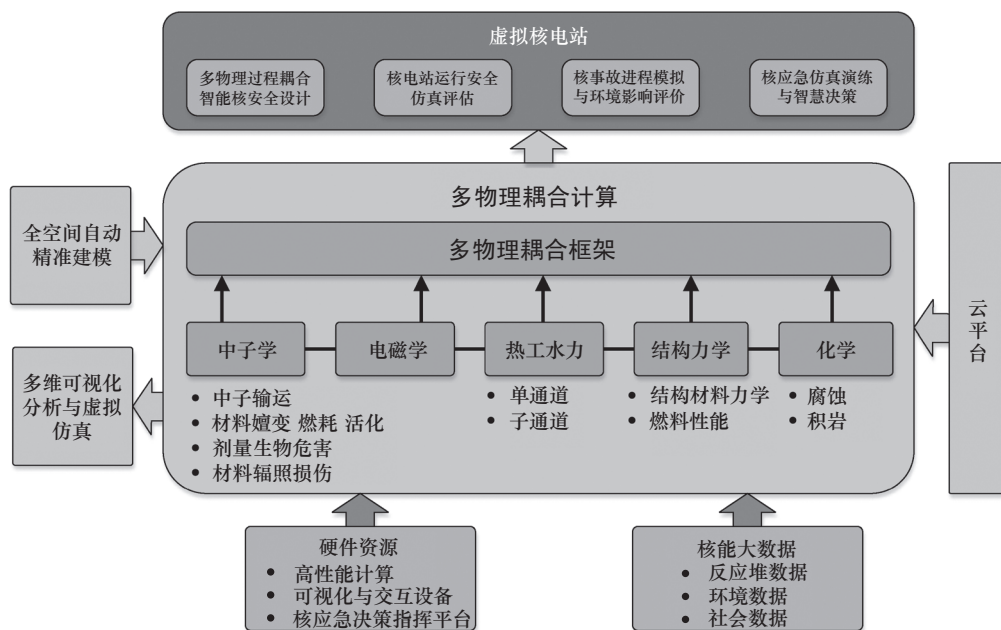 虚拟核电站
多物理过程耦合
智能核安全设计
核电站运行安全
仿真评估
核事故进程模拟
与环境影响评价
核应急仿真演练
与智慧决策
多物理耦合计算
全空间自动
精准建模
多物理耦合框架
云平台
中子学
电磁学
热工水力
结构力学
化学
多维可视化
分析与虚拟
仿真
• 中子输运
• 材料嬗变 燃耗 活化
• 剂量生物危害
• 材料辐照损伤
• 单通道
• 子通道
• 结构材料力学
• 燃料性能
• 腐蚀
• 积岩
硬件资源
• 高性能计算
• 可视化与交互设备
• 核应急决策指挥平台
核能大数据
• 反应堆数据
• 环境数据
• 社会数据